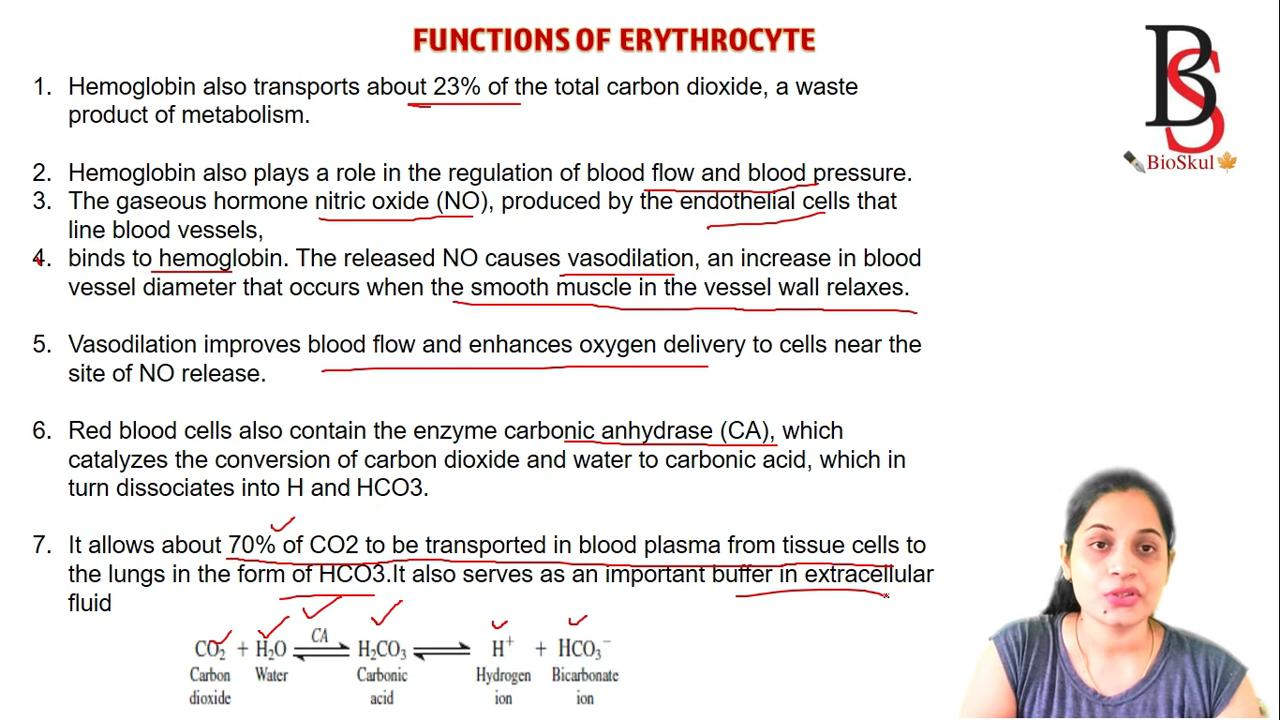 FUNCTIONS OF ERYTHROCYTE
1. Hemoglobin also transports about 23% of the total carbon dioxide, a waste
product of metabolism.
2. Hemoglobin also plays a role in the regulation of blood flow and blood pressure.
3. The gaseous hormone nitric oxide (NO), produced by the endothelial cells that
line blood vessels,
4. binds to hemoglobin. The released NO causes vasodilation, an increase in blood
vessel diameter that occurs when the smooth muscle in the vessel wall relaxes.
5. Vasodilation improves blood flow and enhances oxygen delivery to cells near the
site of NO release.
6. Red blood cells also contain the enzyme carbonic anhydrase (CA), which
catalyzes the conversion of carbon dioxide and water to carbonic acid, which in
turn dissociates into H and HCO3.
7. It allows about 70% of CO2 to be transported in blood plasma from tissue cells to
the lungs in the form of HCO3.It also serves as an important buffer in extracellular
fluid
CA
CO₂ + H₂O ⇌ H₂CO₃ ⇌ H⁺ + HCO₃⁻
Carbon Water Carbonic Hydrogen Bicarbonate
dioxide acid ion ion
BS
BioSkul